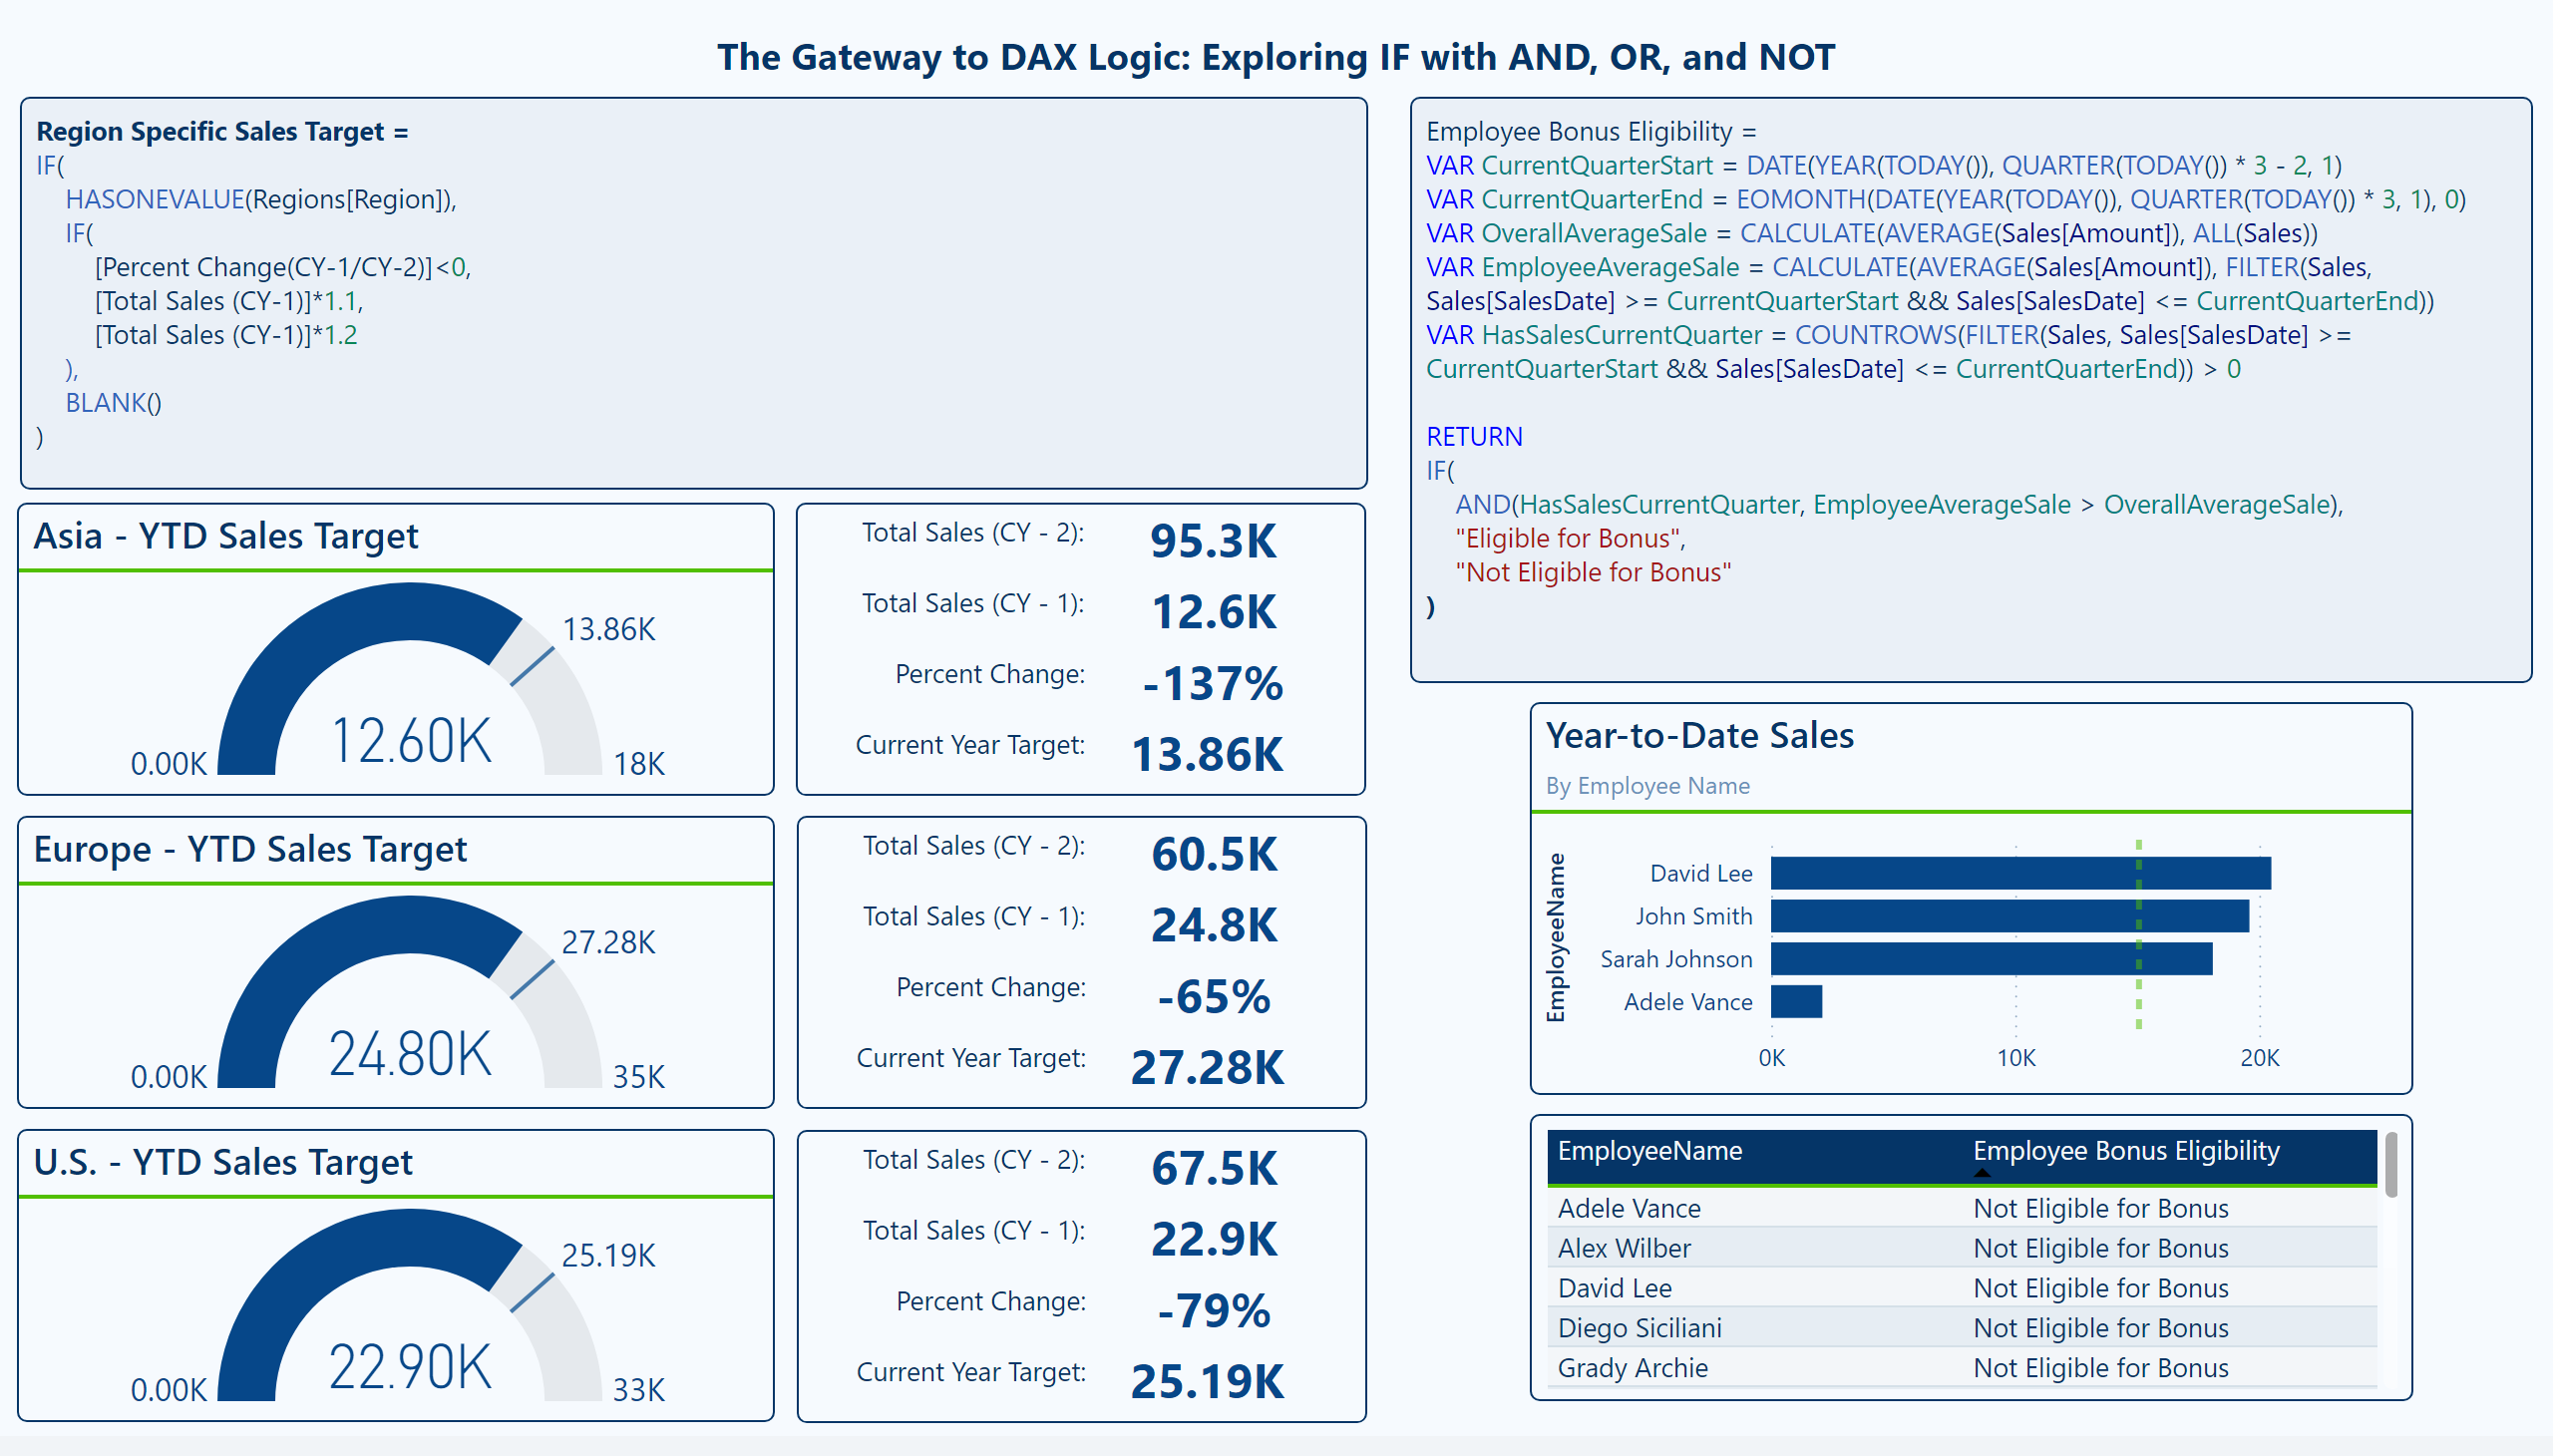 The Gateway to DAX Logic: Exploring IF with AND, OR, and NOT
Region Specific Sales Target =
IF(
HASONEVALUE(Regions[Region]),
IF(
[Percent Change(CY-1/CY-2)]<0,
[Total Sales (CY-1)]*1.1,
[Total Sales (CY-1)]*1.2
),
BLANK()
)
Employee Bonus Eligibility =
VAR CurrentQuarterStart = DATE(YEAR(TODAY()), QUARTER(TODAY()) * 3 - 2, 1)
VAR CurrentQuarterEnd = EOMONTH(DATE(YEAR(TODAY()), QUARTER(TODAY()) * 3, 1), 0)
VAR OverallAverageSale = CALCULATE(AVERAGE(Sales[Amount]), ALL(Sales))
VAR EmployeeAverageSale = CALCULATE(AVERAGE(Sales[Amount]), FILTER(Sales,
Sales[SalesDate] >= CurrentQuarterStart && Sales[SalesDate] <= CurrentQuarterEnd))
VAR HasSalesCurrentQuarter = COUNTROWS(FILTER(Sales, Sales[SalesDate] >=
CurrentQuarterStart && Sales[SalesDate] <= CurrentQuarterEnd)) > 0
RETURN
IF(
AND(HasSalesCurrentQuarter, EmployeeAverageSale > OverallAverageSale),
"Eligible for Bonus",
"Not Eligible for Bonus"
)
Asia - YTD Sales Target
13.86K
12.60K
0.00K
18K
Total Sales (CY - 2): 95.3K
Total Sales (CY - 1): 12.6K
Percent Change: -137%
Current Year Target: 13.86K
Europe - YTD Sales Target
27.28K
24.80K
0.00K
35K
Total Sales (CY - 2): 60.5K
Total Sales (CY - 1): 24.8K
Percent Change: -65%
Current Year Target: 27.28K
U.S. - YTD Sales Target
25.19K
22.90K
0.00K
33K
Total Sales (CY - 2): 67.5K
Total Sales (CY - 1): 22.9K
Percent Change: -79%
Current Year Target: 25.19K
Year-to-Date Sales
By Employee Name
EmployeeName
David Lee
John Smith
Sarah Johnson
Adele Vance
0K 10K 20K
EmployeeName Employee Bonus Eligibility
Adele Vance Not Eligible for Bonus
Alex Wilber Not Eligible for Bonus
David Lee Not Eligible for Bonus
Diego Siciliani Not Eligible for Bonus
Grady Archie Not Eligible for Bonus